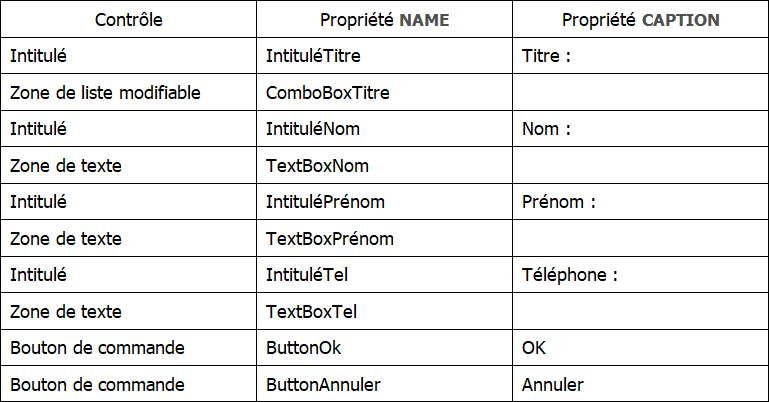 Contrôle Propriété NAME Propriété CAPTION
Intitulé IntituléTitre Titre :
Zone de liste modifiable ComboBoxTitre
Intitulé IntituléNom Nom :
Zone de texte TextBoxNom
Intitulé IntituléPrénom Prénom :
Zone de texte TextBoxPrénom
Intitulé IntituléTel Téléphone :
Zone de texte TextBoxTel
Bouton de commande ButtonOk OK
Bouton de commande ButtonAnnuler Annuler